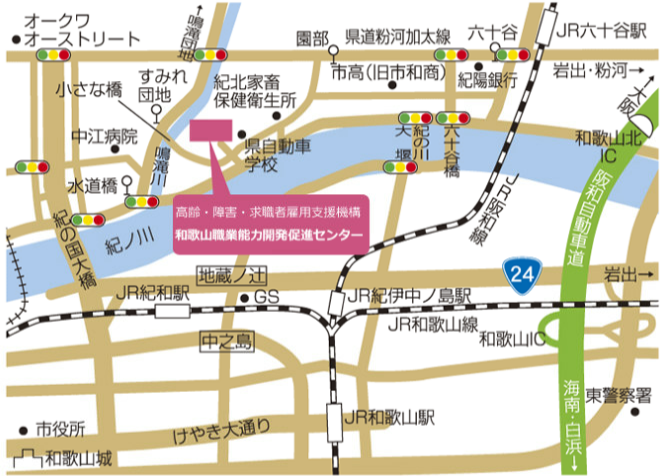 オークワ
オーストリート
鳴滝団地→
園部
県道粉河加太線
六十谷
JR六十谷駅
すみれ
団地
市高(旧市和商)
紀陽銀行
岩出・粉河→
小さな橋
紀北家畜
保健衛生所
大阪
中江病院
鳴滝川
県自動車
学校
紀の川
大堰
六十谷橋
和歌山北
IC
水道橋
高齢・障害・求職者雇用支援機構
和歌山職業能力開発促進センター
JR阪和線
阪和自動車道
紀ノ川
紀の国大橋
地蔵ノ辻
24
岩出→
JR紀和駅
GS
JR紀伊中ノ島駅
JR和歌山線
和歌山IC
中之島
海南・白浜→
東警察署
JR和歌山駅
けやき大通り
市役所
和歌山城